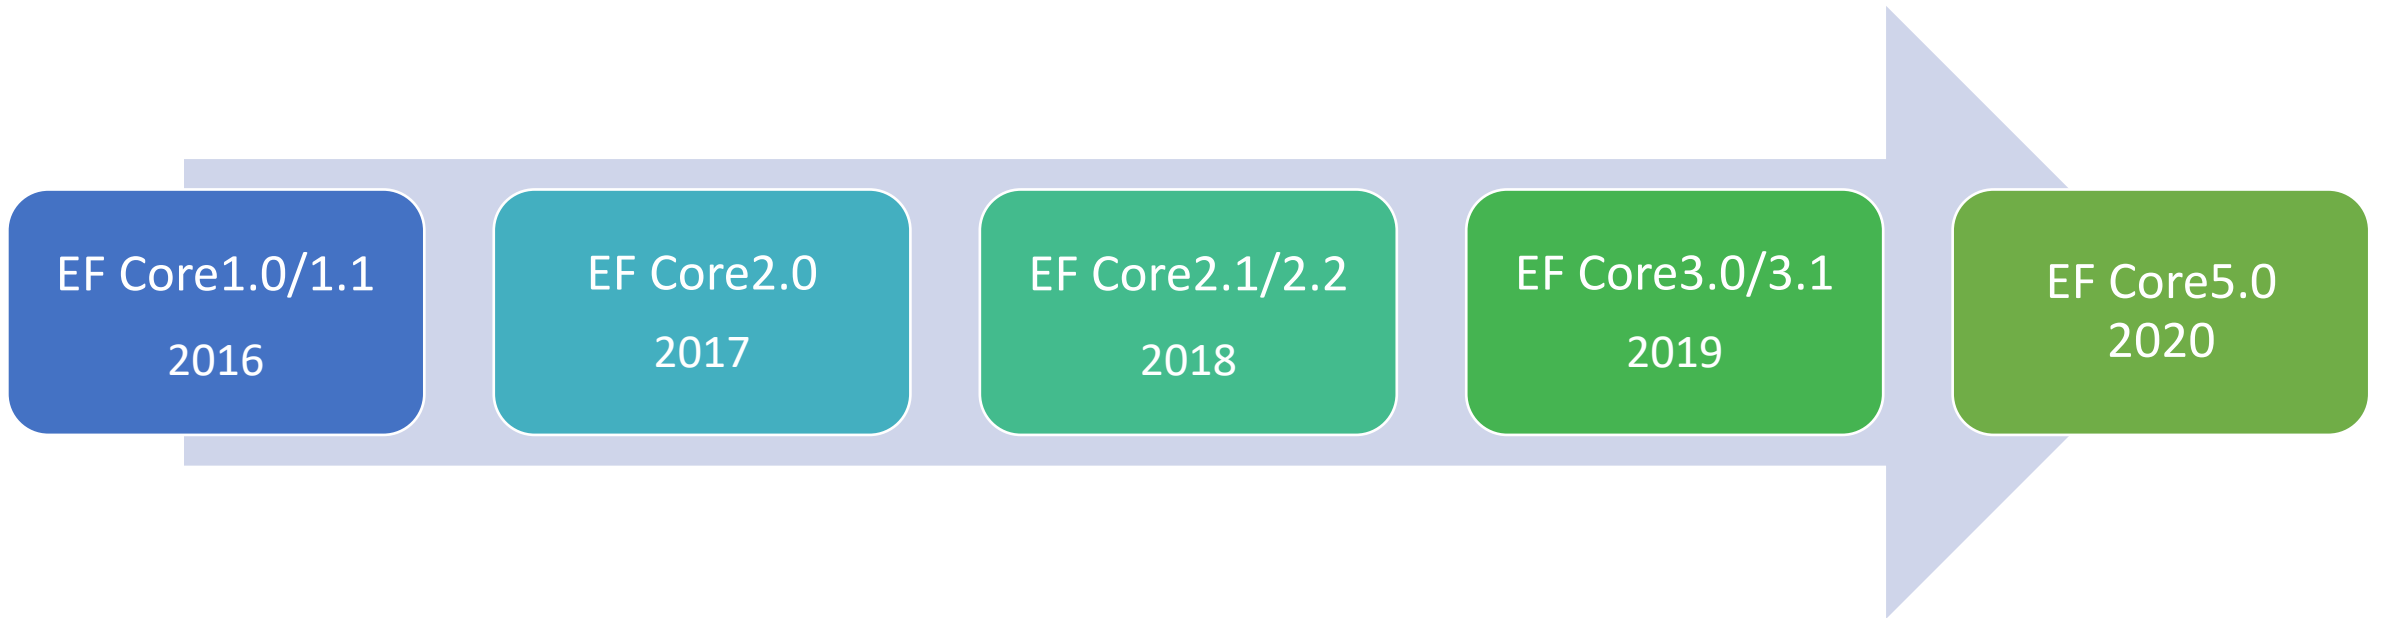 EF Core1.0/1.1
2016
EF Core2.0
2017
EF Core2.1/2.2
2018
EF Core3.0/3.1
2019
EF Core5.0
2020